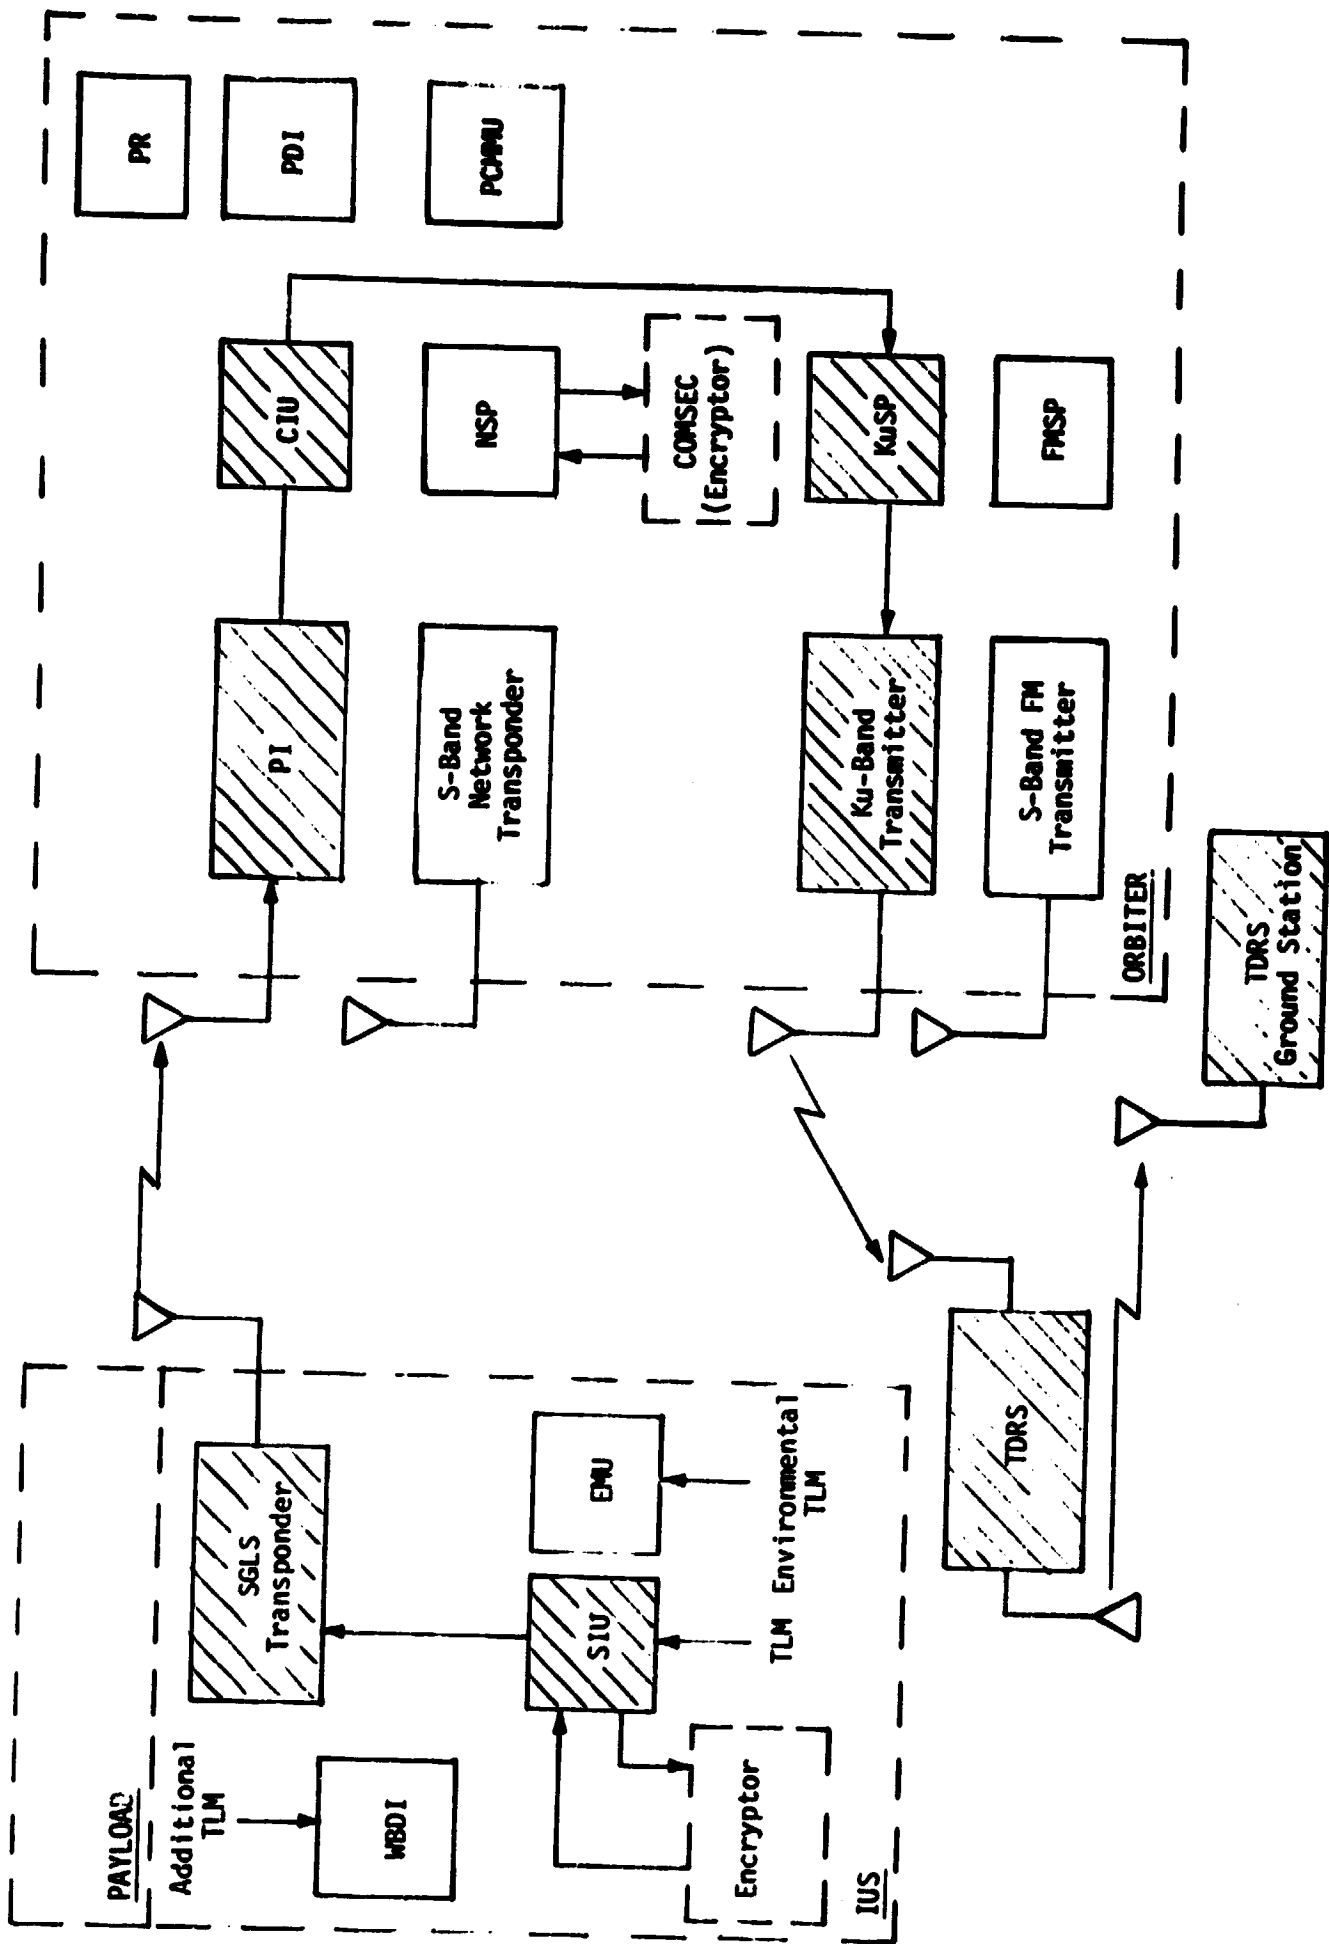 PAYLOAD
Additional
TLM
WBDI
SGLS
Transponder
SIU
EMU
Encryptor
TLM Environmental
TLM
IUS
TDRS
PI
CIU
PR
PDI
S-Band
Network
Transponder
NSP
PCMMU
COMSEC
(Encryptor)
Ku-Band
Transmitter
KuSP
S-Band FM
Transmitter
FMSP
ORBITER
TDRS
Ground Station